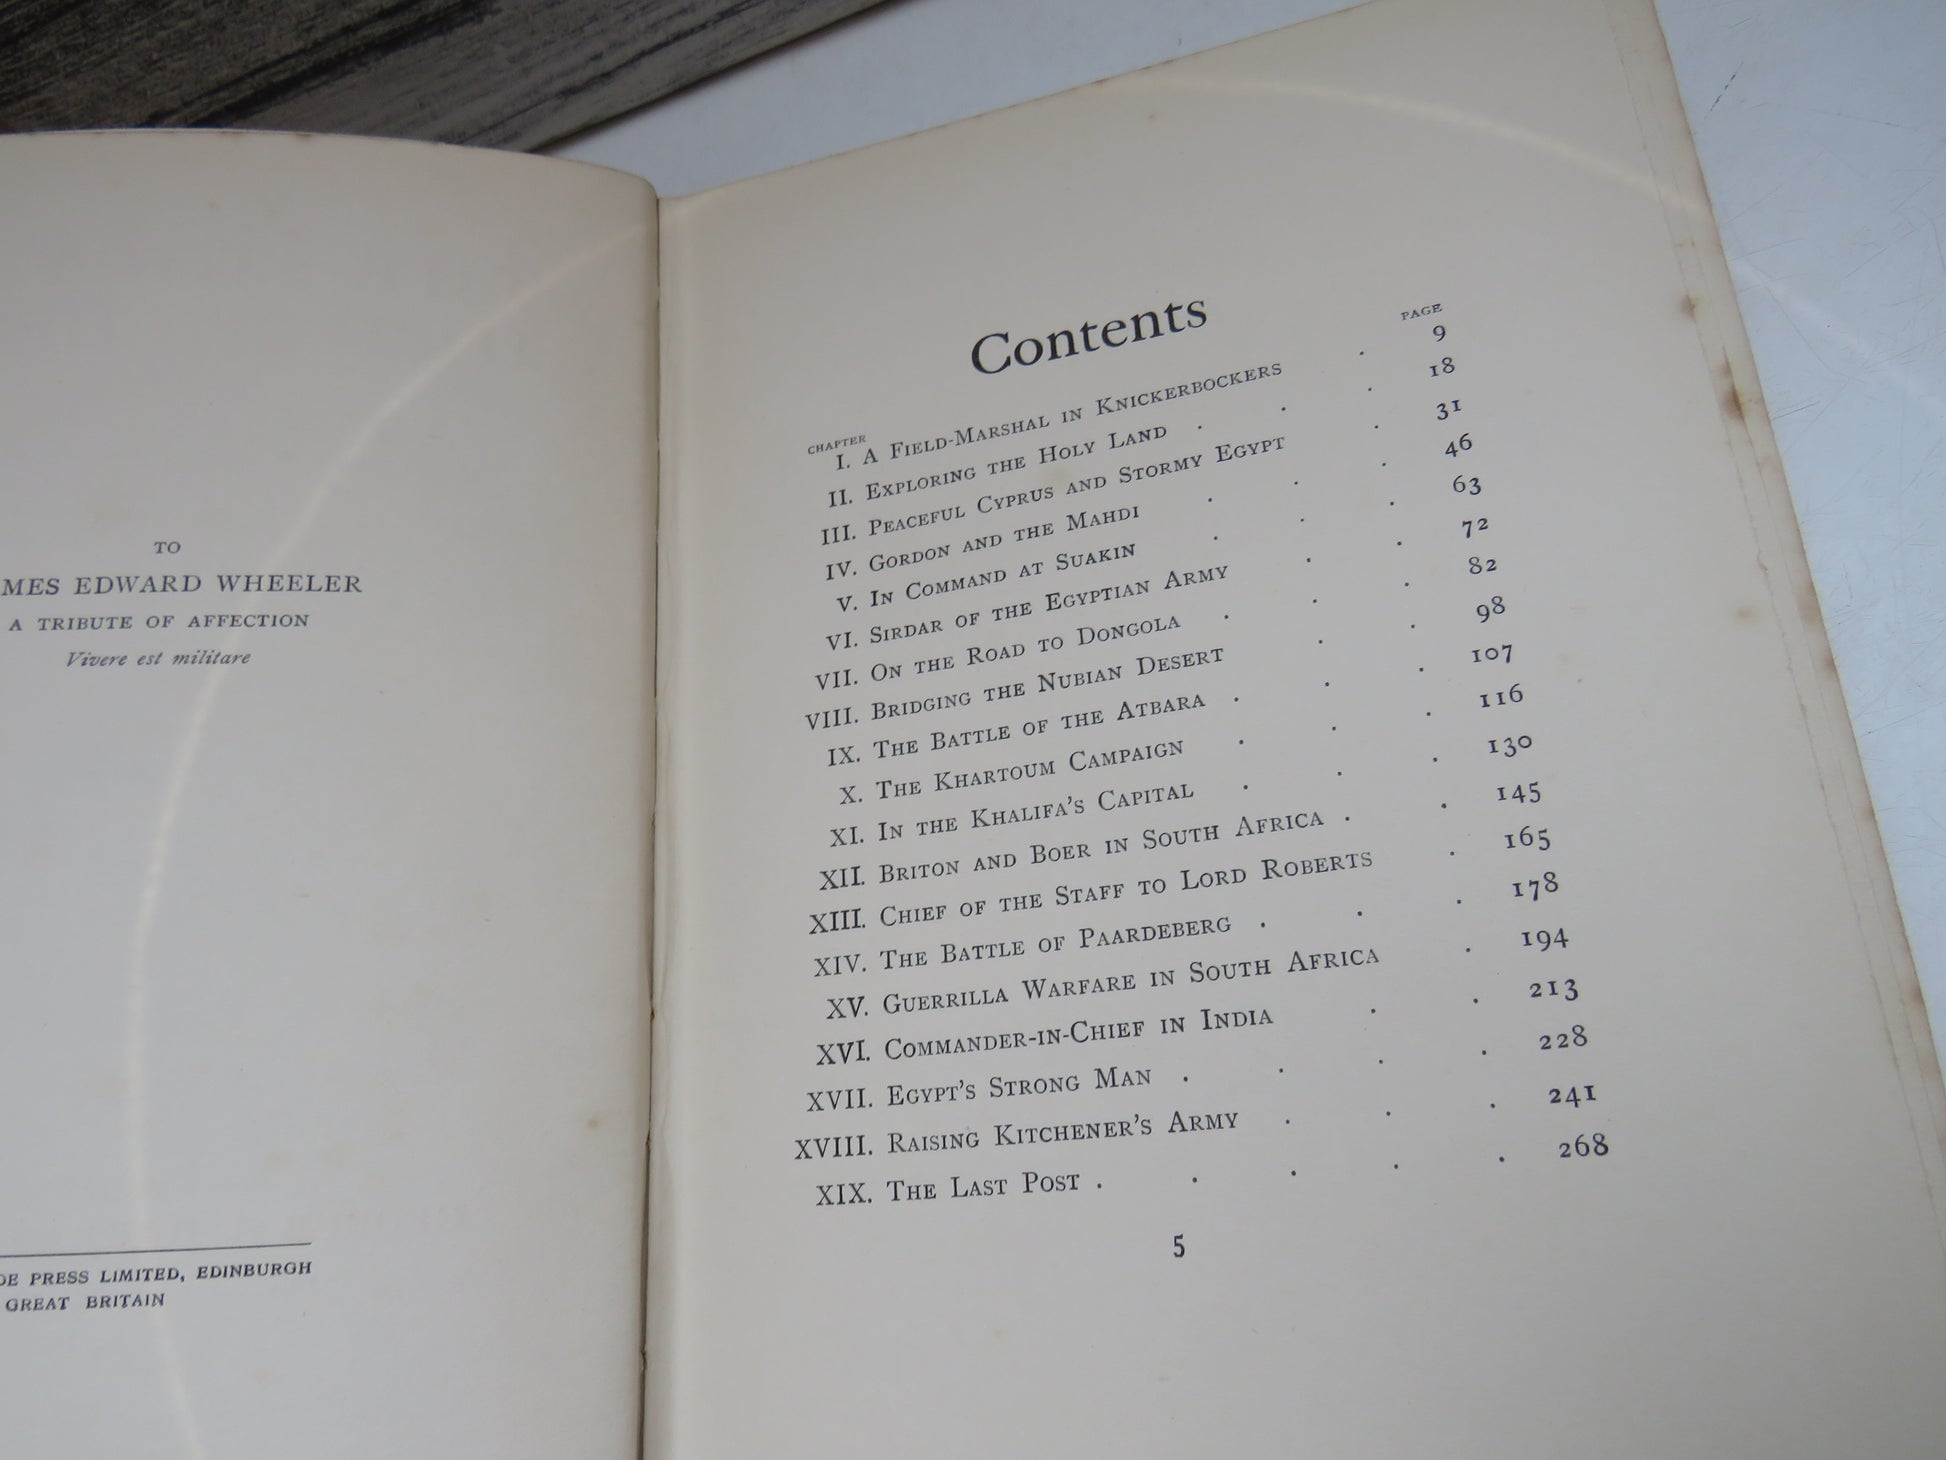 TO
MES EDWARD WHEELER
A TRIBUTE OF AFFECTION
Vivere est militare
PRESS LIMITED, EDINBURGH
GREAT BRITAIN
Contents
CHAPTER PAGE
I. A FIELD-MARSHAL IN KNICKERBOCKERS . 9
II. EXPLORING THE HOLY LAND . . . 18
III. PEACEFUL CYPRUS AND STORMY EGYPT . 31
IV. GORDON AND THE MAHDI . . . 46
V. IN COMMAND AT SUAKIN . . . 63
VI. SIRDAR OF THE EGYPTIAN ARMY . . 72
VII. ON THE ROAD TO DONGOLA . . . 82
VIII. BRIDGING THE NUBIAN DESERT . . 98
IX. THE BATTLE OF THE ATBARA . . . 107
X. THE KHARTOUM CAMPAIGN . . . 116
XI. IN THE KHALIFA'S CAPITAL . . . 130
XII. BRITON AND BOER IN SOUTH AFRICA . . 145
XIII. CHIEF OF THE STAFF TO LORD ROBERTS . 165
XIV. THE BATTLE OF PAARDEBERG . . . 178
XV. GUERRILLA WARFARE IN SOUTH AFRICA . 194
XVI. COMMANDER-IN-CHIEF IN INDIA . . 213
XVII. EGYPT'S STRONG MAN . . . . 228
XVIII. RAISING KITCHENER'S ARMY . . . 241
XIX. THE LAST POST . . . . . 268
5